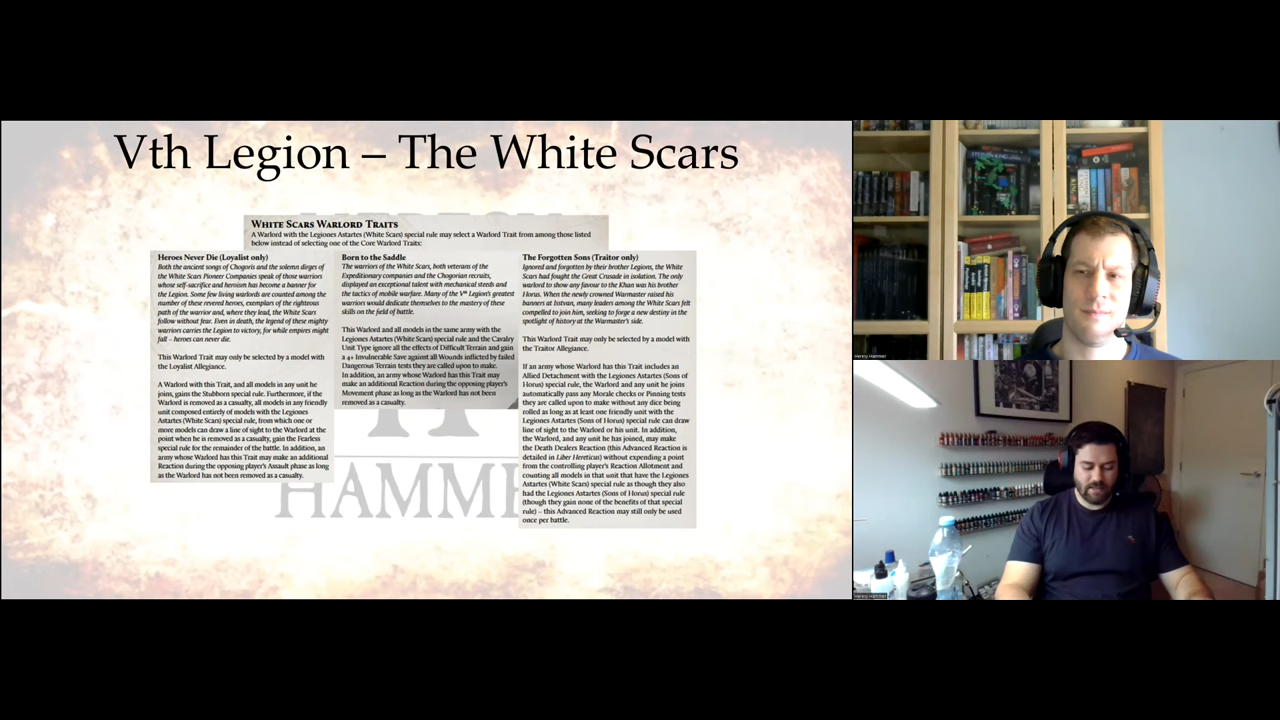 Vth Legion – The White Scars
White Scars Warlord Traits
A Warlord with the Legiones Astartes (White Scars) special rule may select a Warlord Trait from among those listed
below instead of selecting one of the Core Warlord Traits:
Heroes Never Die (Loyalist only)
Both the ancient songs of Chogoris and the solemn dirges of
the White Scars Pioneer Companies speak of those warriors
whose self-sacrifice and heroism has become a banner for
the Legion. Some few living warlords are counted among the
number of these revered heroes, exemplars of the righteous
path of the warrior and, where they lead, the White Scars
follow without fear. Even in death, the legend of these mighty
warriors carries the Legion to victory, for while empires might
fall – heroes can never die.
This Warlord Trait may only be selected by a model with
the Loyalist Allegiance.
A Warlord with this Trait, and all models in any unit he
joins, gains the Stubborn special rule. Furthermore, if the
Warlord is removed as a casualty, all models in any friendly
unit composed entirely of models with the Legiones
Astartes (White Scars) special rule, from which one or
more models can draw a line of sight to the Warlord at the
point when he is removed as a casualty, gain the Fearless
special rule for the remainder of the battle. In addition, an
army whose Warlord has this Trait may make an additional
Reaction during the opposing player's Assault phase as long
as the Warlord has not been removed as a casualty.
Born to the Saddle
The warriors of the White Scars, both veterans of the
Expeditionary companies and the Chogorian recruits,
displayed an exceptional talent with mechanical steeds and
the tactics of mobile warfare. Many of the Vth Legion's greatest
warriors would dedicate themselves to the mastery of these
skills on the field of battle.
This Warlord and all models in the same army with the
Legiones Astartes (White Scars) special rule and the Cavalry
Unit Type ignore all the effects of Difficult Terrain and gain
a 4+ Invulnerable Save against all Wounds inflicted by failed
Dangerous Terrain tests they are called upon to make.
In addition, an army whose Warlord has this Trait may
make an additional Reaction during the opposing player's
Movement phase as long as the Warlord has not been
removed as a casualty.
The Forgotten Sons (Traitor only)
Ignored and forgotten by their brother Legions, the White
Scars had fought the Great Crusade in isolation. The only
warlord to show any favour to the Khan was his brother
Horus. When the newly crowned Warmaster raised his
banners at Istvaan, many leaders among the White Scars felt
compelled to join him, seeking to forge a new destiny in the
spotlight of history at the Warmaster's side.
This Warlord Trait may only be selected by a model with
the Traitor Allegiance.
If an army whose Warlord has this Trait includes an
Allied Detachment with the Legiones Astartes (Sons of
Horus) special rule, the Warlord and any unit he joins
automatically pass any Morale checks or Pinning tests
they are called upon to make without any dice being
rolled as long as at least one friendly unit with the
Legiones Astartes (Sons of Horus) special rule can draw
line of sight to the Warlord or his unit. In addition,
the Warlord, and any unit he has joined, may make
the Death Dealers Reaction (this Advanced Reaction is
detailed in Liber Hereticus) without expending a point
from the controlling player's Reaction Allotment and
counting all models in that unit that have the Legiones
Astartes (White Scars) special rule as though they also
had the Legiones Astartes (Sons of Horus) special rule
(though they gain none of the benefits of that special
rule) – this Advanced Reaction may still only be used
once per battle.
Henny Hammer
Henny Hammer